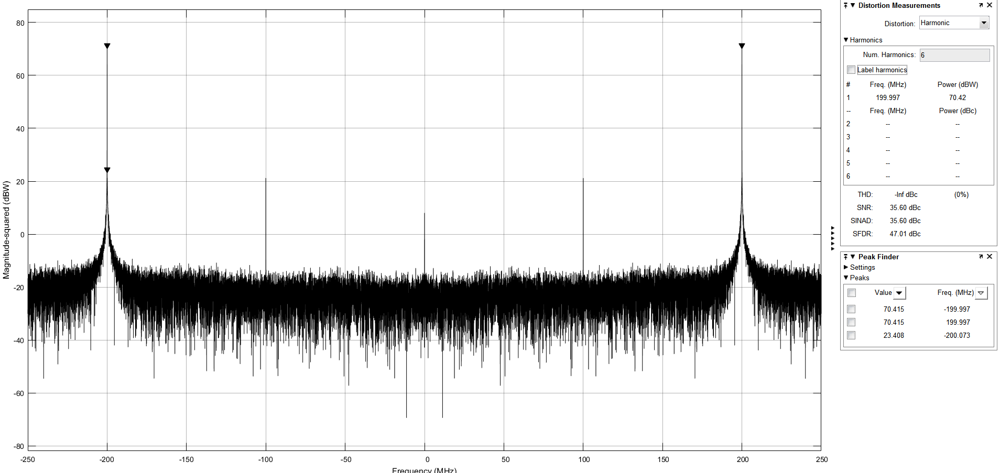 80
60
40
20
0
-20
-40
-60
-80
Magnitude-squared (dBW)
-250 -200 -150 -100 -50 0 50 100 150 200 250
Frequency (MHz)
Distortion Measurements
Distortion: Harmonic
Harmonics
Num. Harmonics: 6
Label harmonics
# Freq. (MHz) Power (dBW)
1 199.997 70.42
-- Freq. (MHz) Power (dBc)
2 -- --
3 -- --
4 -- --
5 -- --
6 -- --
THD: -Inf dBc (0%)
SNR: 35.60 dBc
SINAD: 35.60 dBc
SFDR: 47.01 dBc
Peak Finder
Settings
Peaks
Value Freq. (MHz)
70.415 -199.997
70.415 199.997
23.408 -200.073